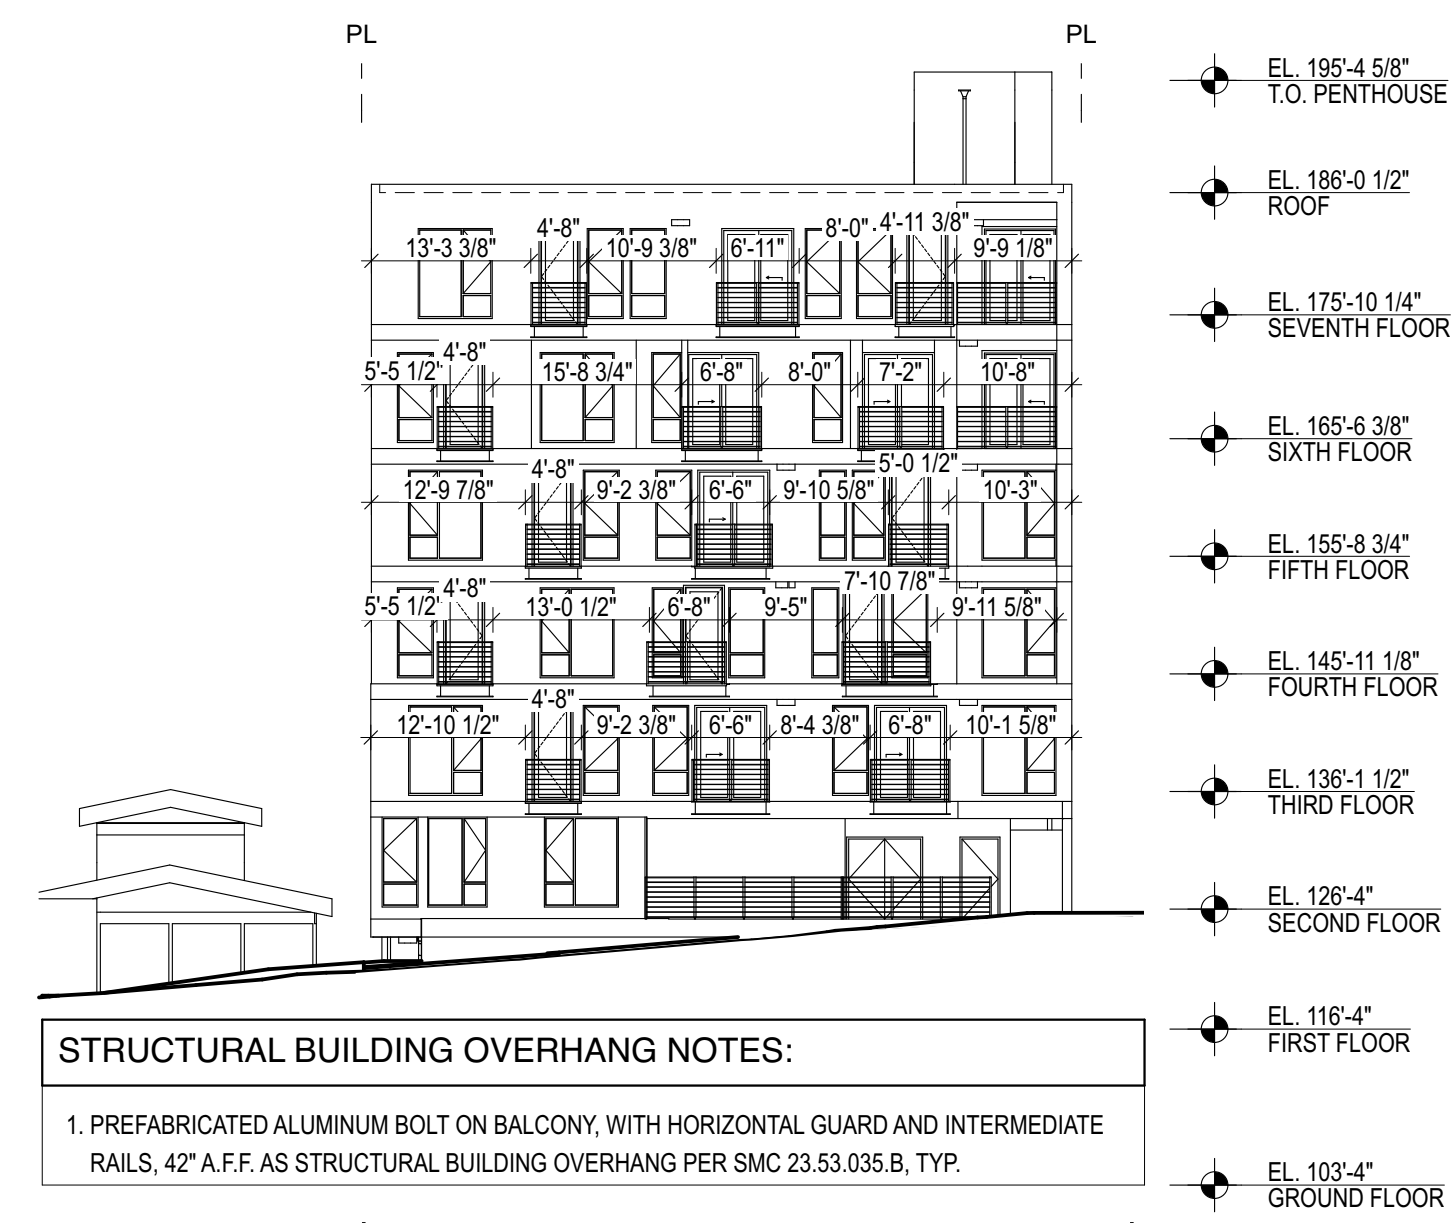 PL
PL
EL. 195'-4 5/8"
T.O. PENTHOUSE
EL. 186'-0 1/2"
ROOF
13'-3 3/8"
4'-8"
10'-9 3/8"
6'-11"
8'-0"
4'-11 3/8"
9'-9 1/8"
EL. 175'-10 1/4"
SEVENTH FLOOR
5'-5 1/2"
4'-8"
15'-8 3/4"
6'-8"
8'-0"
7'-2"
10'-8"
EL. 165'-6 3/8"
SIXTH FLOOR
12'-9 7/8"
4'-8"
9'-2 3/8"
6'-6"
9'-10 5/8"
5'-0 1/2"
10'-3"
EL. 155'-8 3/4"
FIFTH FLOOR
5'-5 1/2"
4'-8"
13'-0 1/2"
6'-8"
9'-5"
7'-10 7/8"
9'-11 5/8"
EL. 145'-11 1/8"
FOURTH FLOOR
12'-10 1/2"
4'-8"
9'-2 3/8"
6'-6"
8'-4 3/8"
6'-8"
10'-1 5/8"
EL. 136'-1 1/2"
THIRD FLOOR
EL. 126'-4"
SECOND FLOOR
EL. 116'-4"
FIRST FLOOR
EL. 103'-4"
GROUND FLOOR
STRUCTURAL BUILDING OVERHANG NOTES:
1. PREFABRICATED ALUMINUM BOLT ON BALCONY, WITH HORIZONTAL GUARD AND INTERMEDIATE
RAILS, 42" A.F.F. AS STRUCTURAL BUILDING OVERHANG PER SMC 23.53.035.B, TYP.